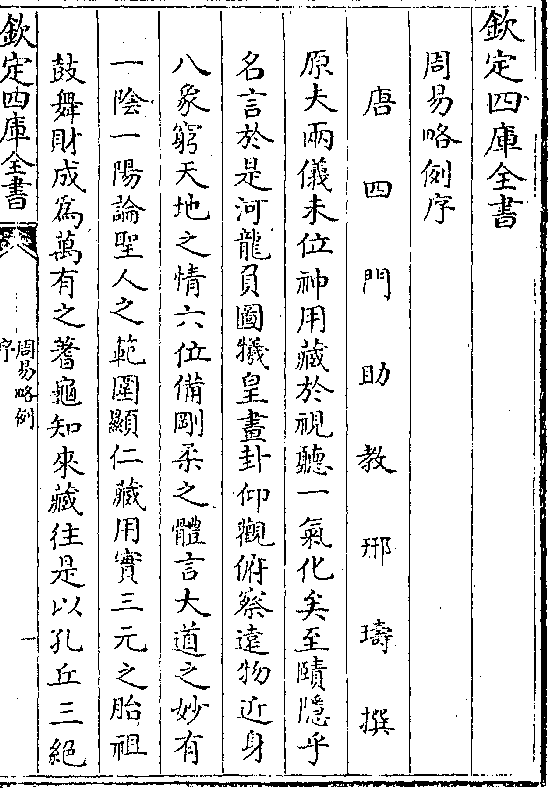 欽定四庫全書
周易略例序
唐四門助教邢璹撰
原夫兩儀未位神用藏於視聽一氣化矣至賾隱乎
名言於是河龍負圖犧皇畫卦仰觀俯察遠物近身
八象窮天地之情六位備剛柔之體言大道之妙有
一陰一陽論聖人之範圍顯仁藏用實三元之胎祖
鼓舞財成為萬有之蓍龜知來藏往是以孔丘三絕
欽定四庫全書
周易略例
序
一